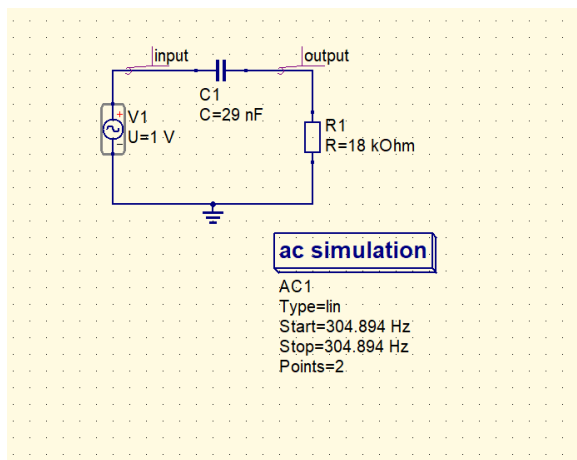 input
output
C1
C=29 nF
V1
U=1 V
R1
R=18 kOhm
ac simulation
AC1
Type=lin
Start=304.894 Hz
Stop=304.894 Hz
Points=2